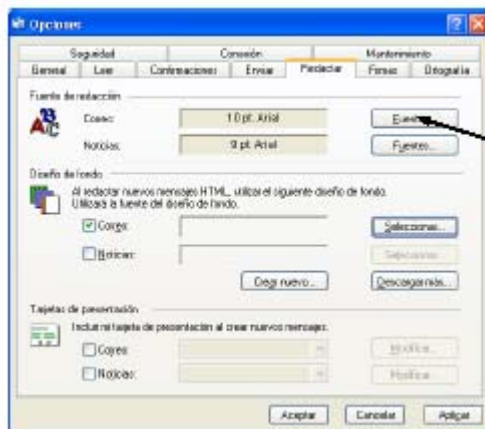 Opciones
Seguridad Conexión Mantenimiento
General Leer Confirmaciones Enviar Redactar Firmas Ortografía
Fuente de redacción
Correo: 10 pt. Arial
Noticias: 9 pt. Arial Fuentes...
Diseño de fondo
Al redactar nuevos mensajes HTML, utilizar el siguiente diseño de fondo.
Utilizará la fuente del diseño de fondo.
Correo: Seleccionar...
Noticias: Seleccionar...
Crear nuevo... Descargar más...
Tarjetas de presentación
Incluir mi tarjeta de presentación al crear nuevos mensajes.
Correo: Modificar...
Noticias: Modificar...
Aceptar Cancelar Aplicar